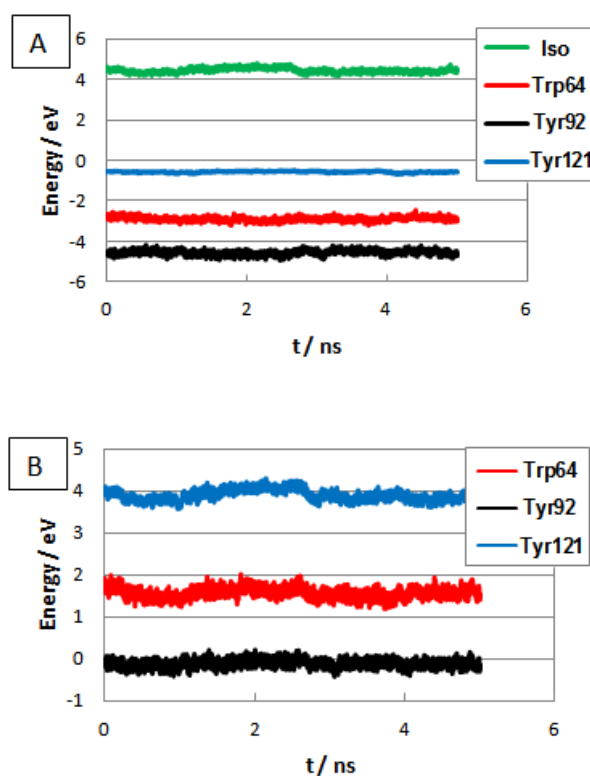 A
6
4
2
0
-2
-4
-6
Energy / eV
0 2 4 6
t / ns
Iso
Trp64
Tyr92
Tyr121
B
5
4
3
2
1
0
-1
Energy / eV
0 2 4 6
t / ns
Trp64
Tyr92
Tyr121